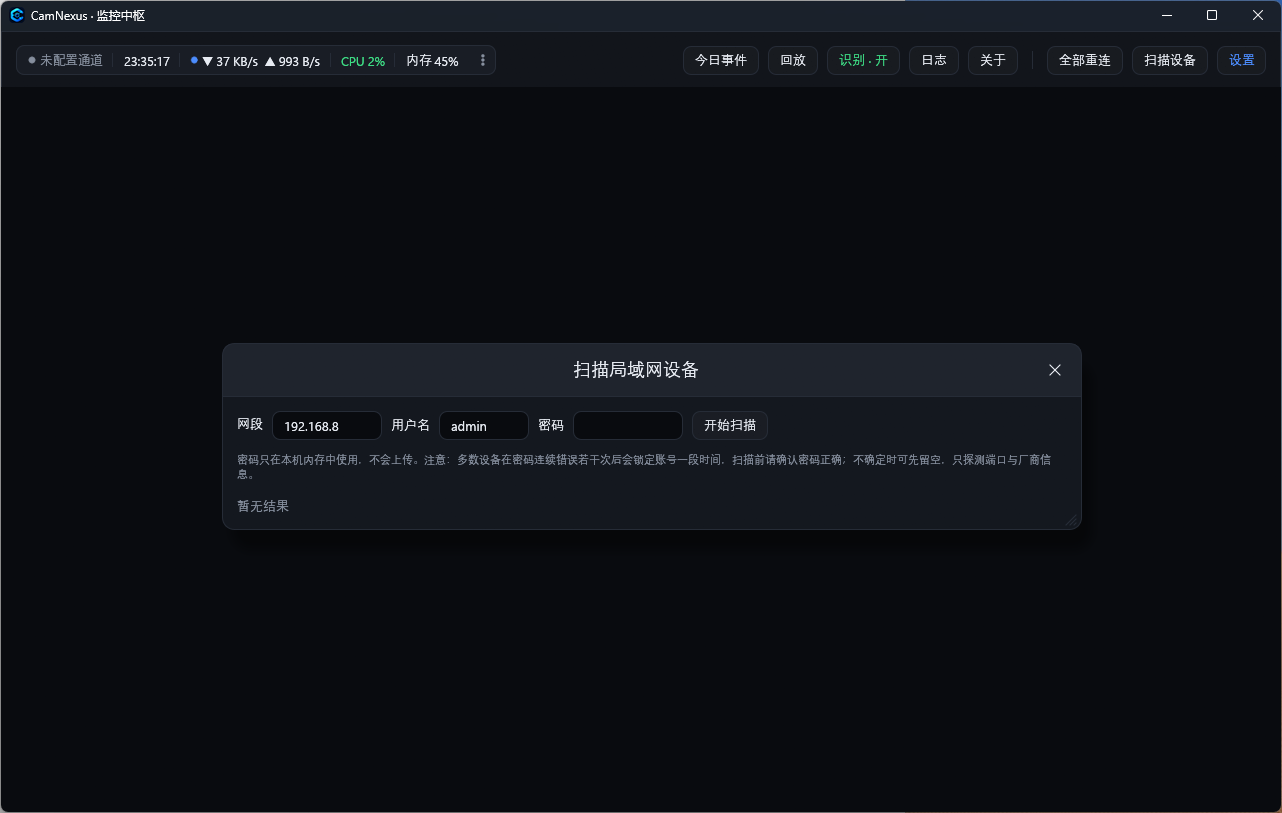 CamNexus · 监控中枢
未配置通道 23:35:17 ▼ 37 KB/s ▲ 993 B/s CPU 2% 内存 45% 今日事件 回放 识别 · 开 日志 关于 全部重连 扫描设备 设置
扫描局域网设备
网段 192.168.8 用户名 admin 密码 开始扫描
密码只在本机内存中使用，不会上传。注意：多数设备在密码连续错误若干次后会锁定账号一段时间，扫描前请确认密码正确；不确定时可先留空，只探测端口与厂商信
息。
暂无结果